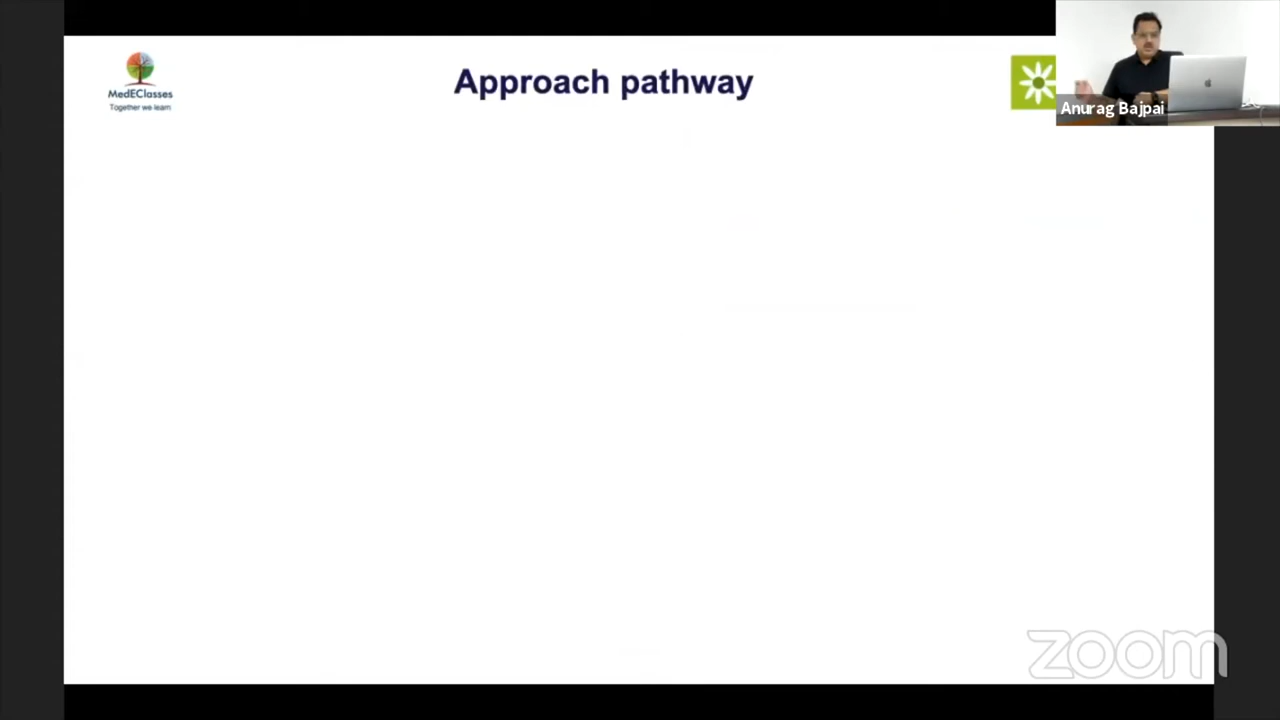 Approach pathway
MedEClasses
Together we learn
Anurag Bajpai
zoom